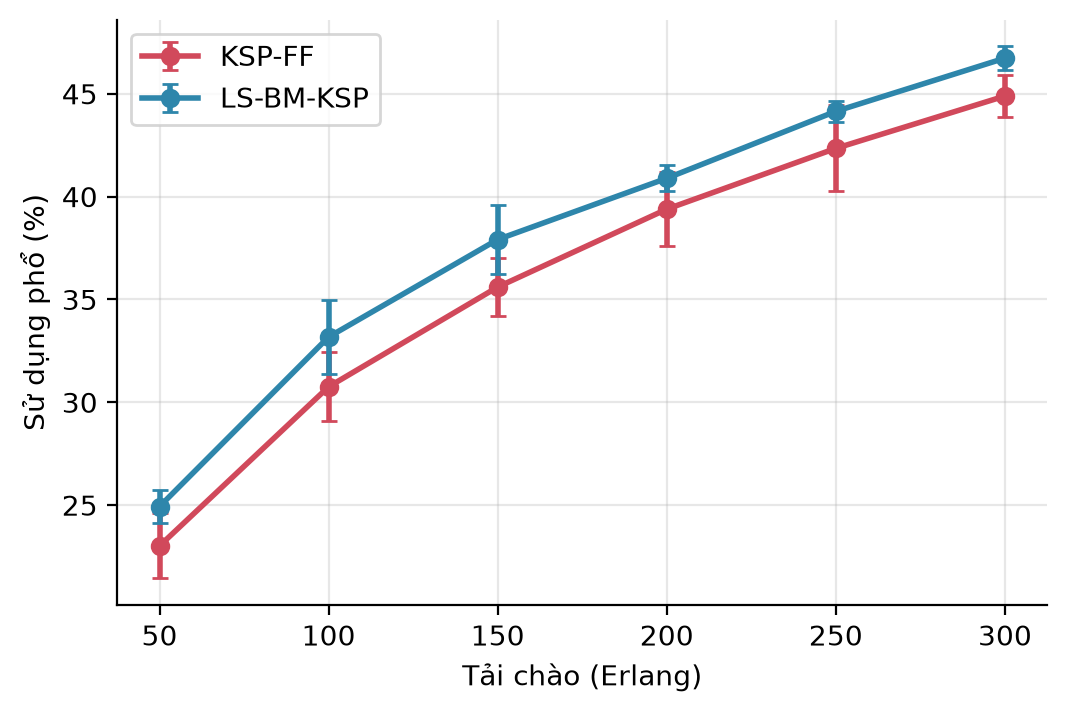 KSP-FF
LS-BM-KSP
Sử dụng phổ (%)
45
40
35
30
25
50 100 150 200 250 300
Tải chào (Erlang)